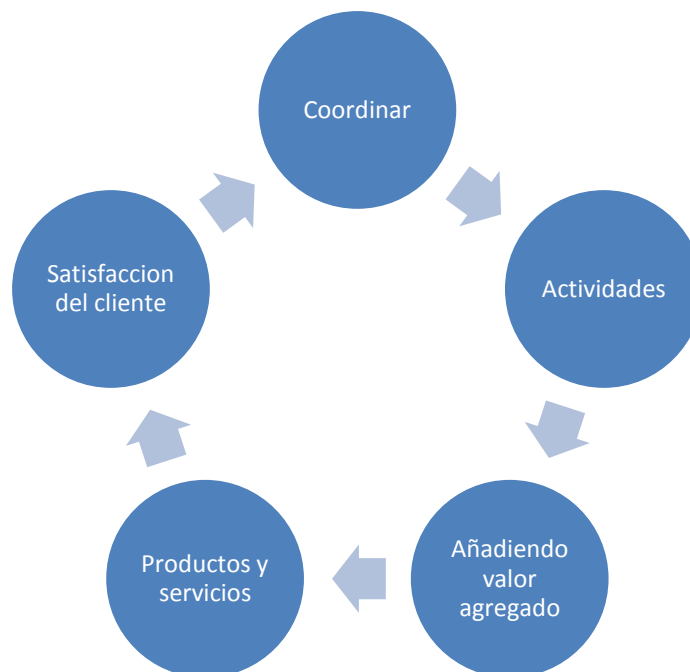 Coordinar
Actividades
Añadiendo
valor
agregado
Productos y
servicios
Satisfaccion
del cliente